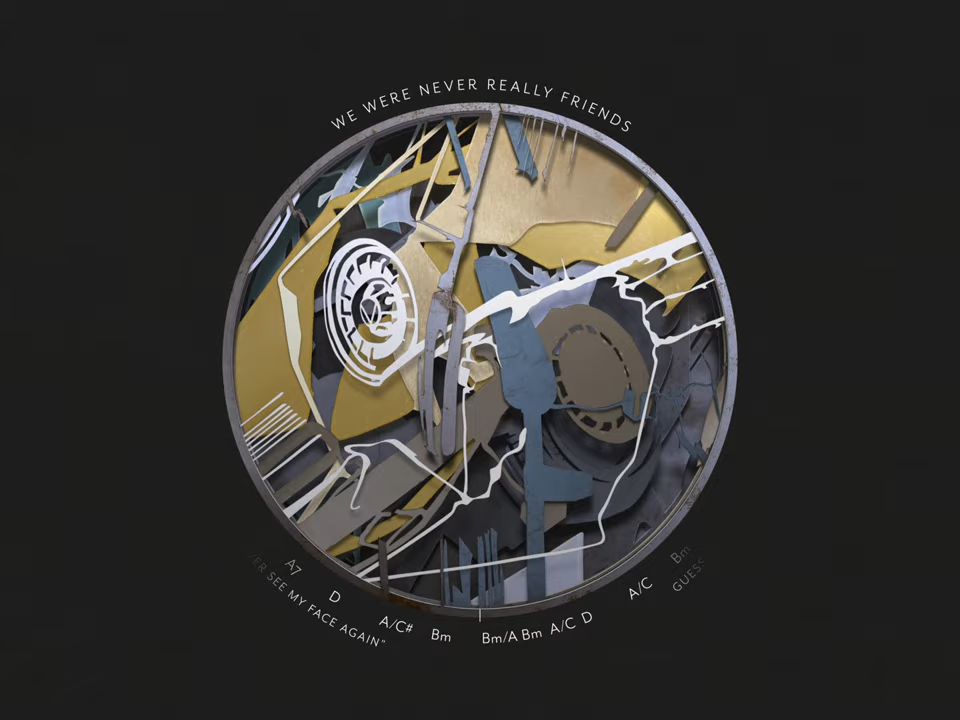 WE WERE NEVER REALLY FRIENDS
A7 D A/C# Bm Bm/A Bm A/C D A/C Bm
SEE MY FACE AGAIN” GUESS